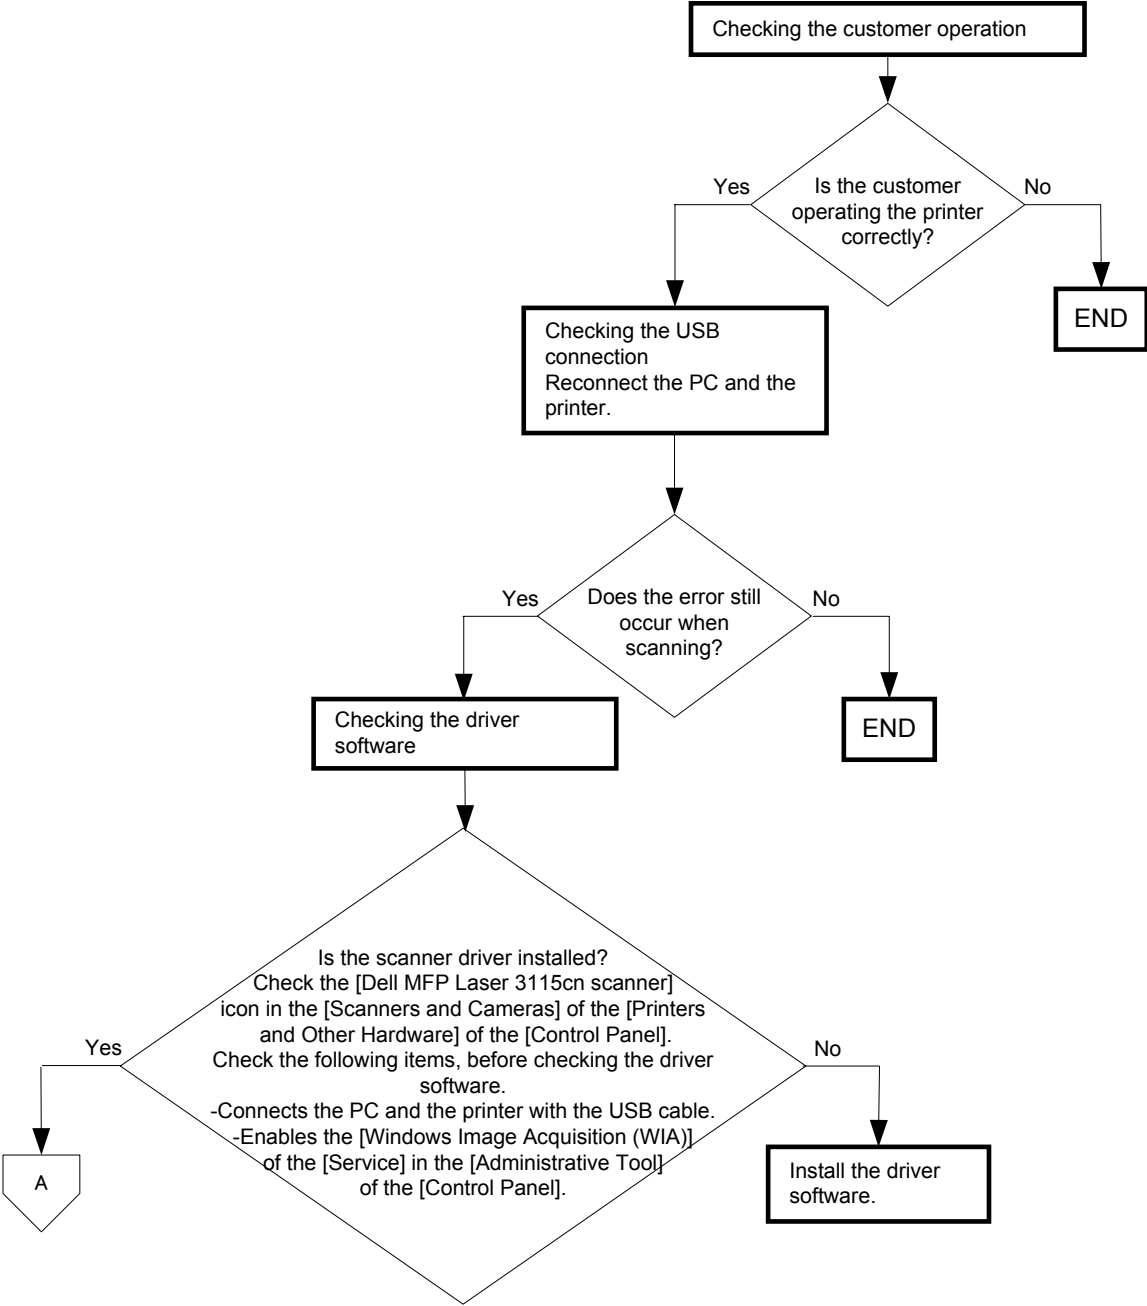 Checking the customer operation
Is the customer
operating the printer
correctly?
Yes
No
END
Checking the USB
connection
Reconnect the PC and the
printer.
Does the error still
occur when
scanning?
Yes
No
END
Checking the driver
software
Is the scanner driver installed?
Check the [Dell MFP Laser 3115cn scanner]
icon in the [Scanners and Cameras] of the [Printers
and Other Hardware] of the [Control Panel].
Check the following items, before checking the driver
software.
-Connects the PC and the printer with the USB cable.
-Enables the [Windows Image Acquisition (WIA)]
of the [Service] in the [Administrative Tool]
of the [Control Panel].
Yes
No
A
Install the driver
software.